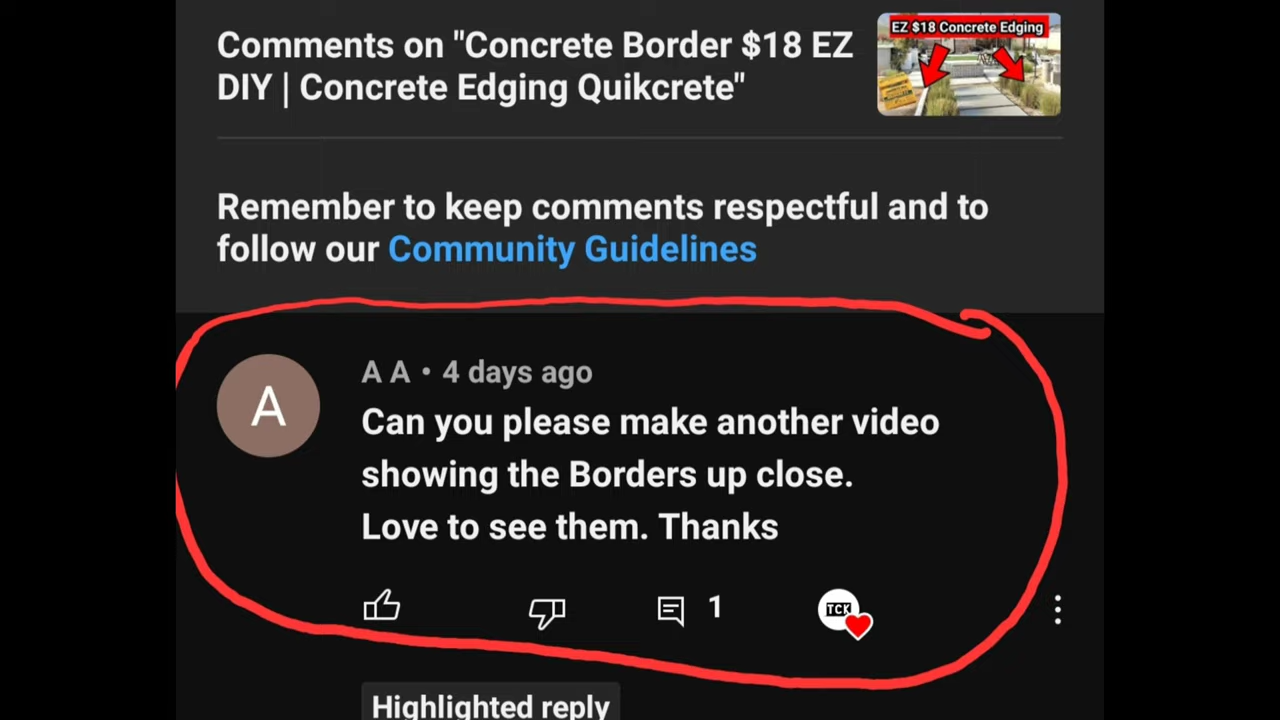 Comments on "Concrete Border $18 EZ
DIY | Concrete Edging Quikcrete"
EZ $18 Concrete Edging
Remember to keep comments respectful and to
follow our Community Guidelines
A
A A • 4 days ago
Can you please make another video
showing the Borders up close.
Love to see them. Thanks
1
TCK
Highlighted reply